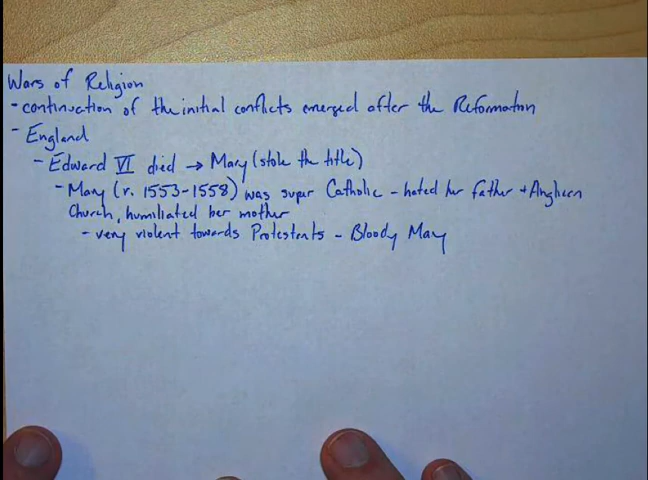 Wars of Religion
- continuation of the initial conflicts emerged after the Reformation
- England
- Edward VI died → Mary (stole the title)
- Mary (r. 1553-1558) was super Catholic - hated her father + Anglican
Church, humiliated her mother
- very violent towards Protestants - Bloody Mary